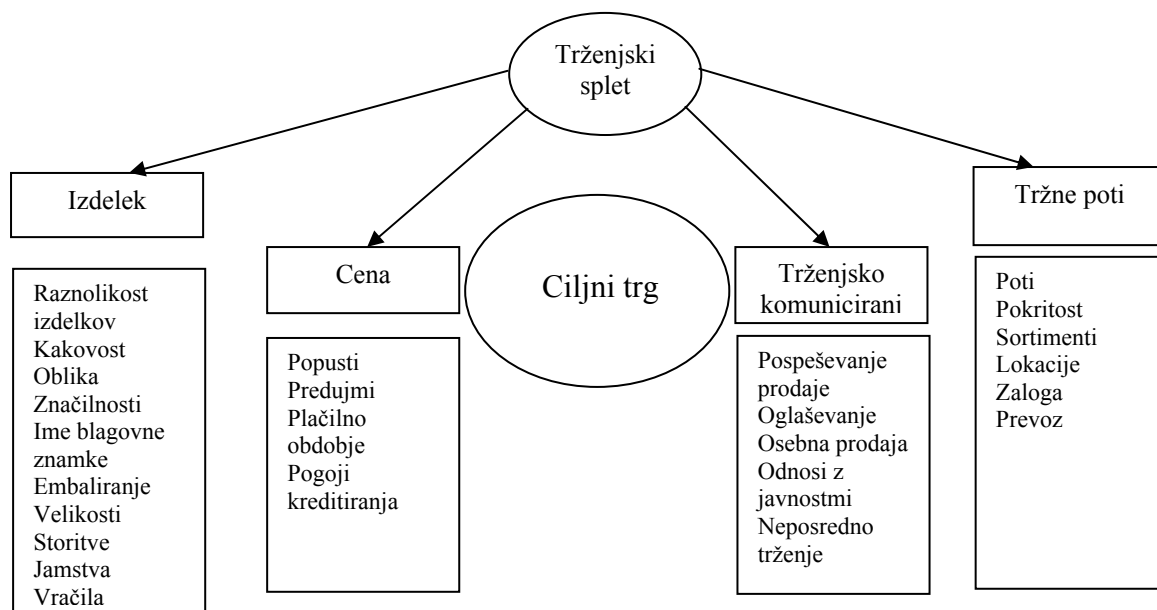 Trženjski
splet
Izdelek
Cena
Ciljni trg
Trženjsko
komunicirani
Tržne poti
Raznolikost
izdelkov
Kakovost
Oblika
Značilnosti
Ime blagovne
znamke
Embaliranje
Velikosti
Storitve
Jamstva
Vračila
Popusti
Predujmi
Plačilno
obdobje
Pogoji
kreditiranja
Pospeševanje
prodaje
Oglaševanje
Osebna prodaja
Odnosi z
javnostmi
Neposredno
trženje
Poti
Pokritost
Sortimenti
Lokacije
Zaloga
Prevoz